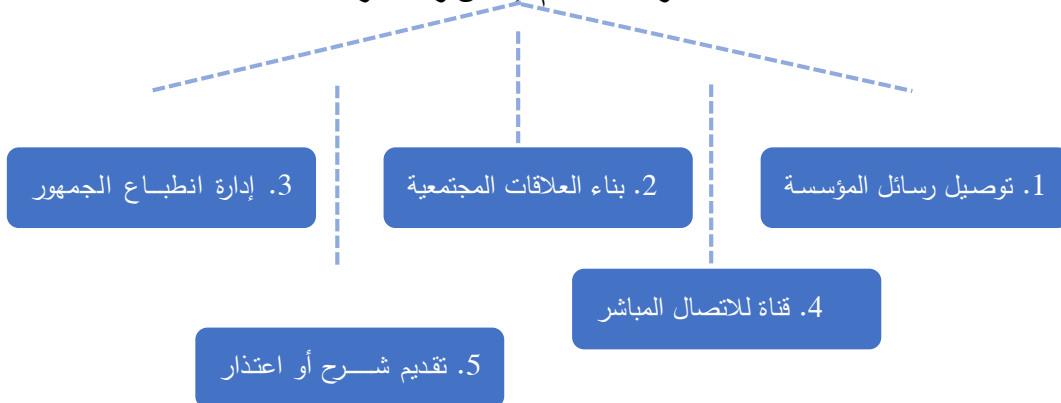 1. توصيل رسائل المؤسسة
2. بناء العلاقات المجتمعية
3. إدارة انطباع الجمهور
4. قناة للاتصال المباشر
5. تقديم شرح أو اعتذار